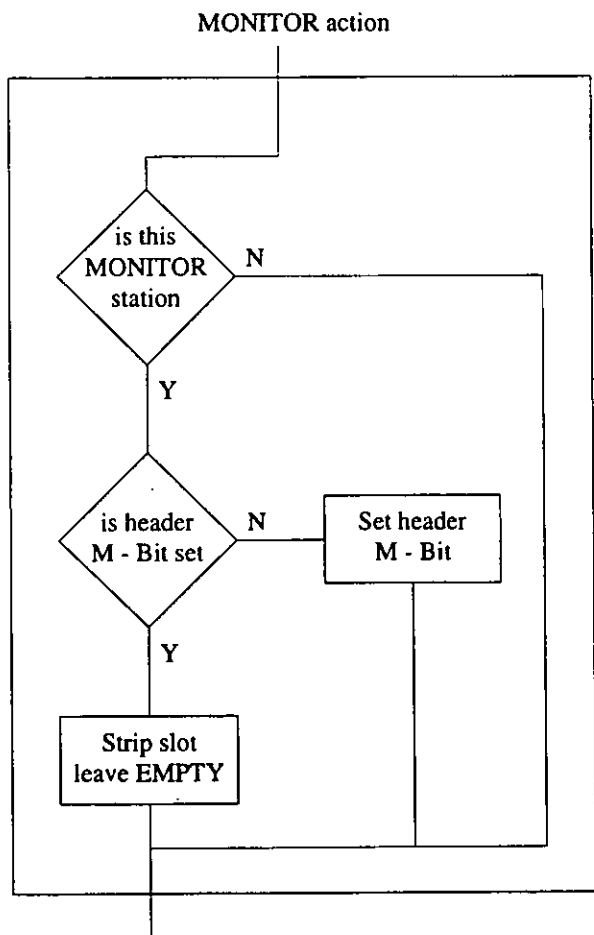 MONITOR action
is this
MONITOR
station
N
Y
is header
M - Bit set
N
Set header
M - Bit
Y
Strip slot
leave EMPTY